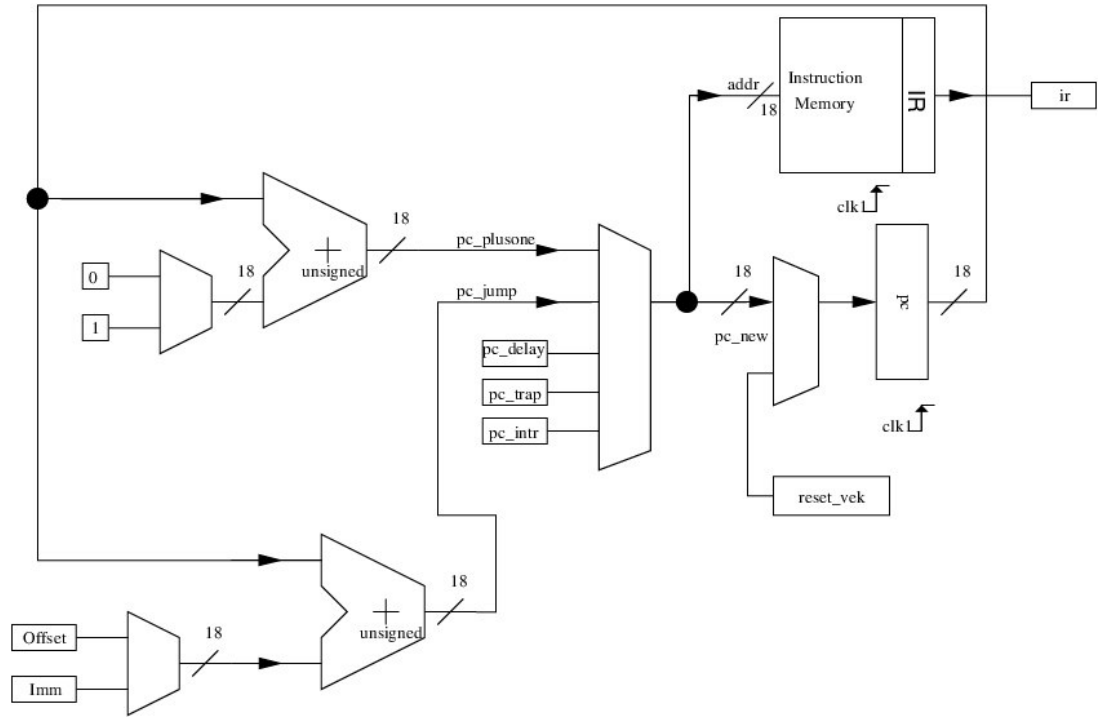 addr
18
Instruction
Memory
IR
ir
clk
18
pc_plusone
unsigned
0
18
1
pc_jump
pc_delay
pc_trap
pc_intr
18
pc_new
pc
18
clk
reset_vek
18
unsigned
Offset
18
Imm